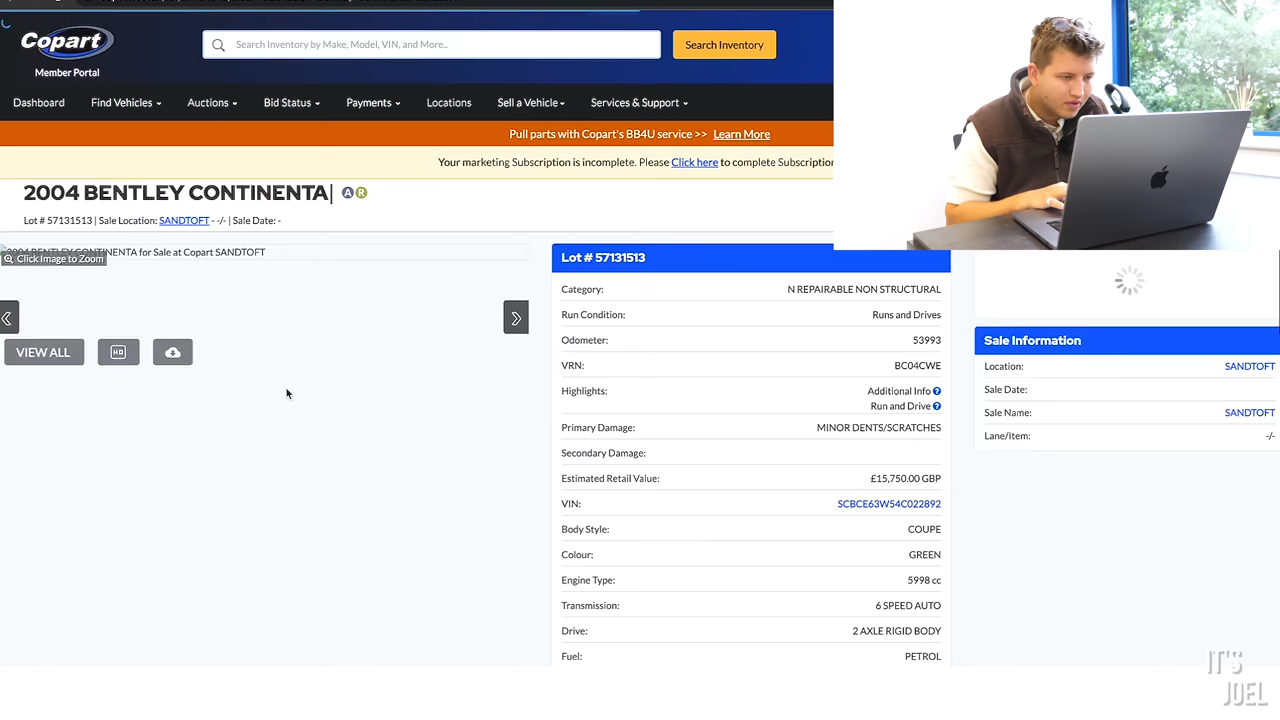 Copart
Member Portal
Search Inventory by Make, Model, VIN, and More..
Search Inventory
Dashboard
Find Vehicles
Auctions
Bid Status
Payments
Locations
Sell a Vehicle
Services & Support
Pull parts with Copart's BB4U service >> Learn More
Your marketing Subscription is incomplete. Please Click here to complete Subscription
2004 BENTLEY CONTINENTA| A R
Lot # 57131513 | Sale Location: SANDTOFT - -/- | Sale Date: -
2004 BENTLEY CONTINENTA for Sale at Copart SANDTOFT
Click Image to Zoom
VIEW ALL
HD
Lot # 57131513
Category: N REPAIRABLE NON STRUCTURAL
Run Condition: Runs and Drives
Odometer: 53993
VRN: BC04CWE
Highlights: Additional Info
Run and Drive
Primary Damage: MINOR DENTS/SCRATCHES
Secondary Damage:
Estimated Retail Value: £15,750.00 GBP
VIN: SCBCE63W54C022892
Body Style: COUPE
Colour: GREEN
Engine Type: 5998 cc
Transmission: 6 SPEED AUTO
Drive: 2 AXLE RIGID BODY
Fuel: PETROL
Sale Information
Location: SANDTOFT
Sale Date:
Sale Name: SANDTOFT
Lane/Item: -/-
IT'S
JOEL